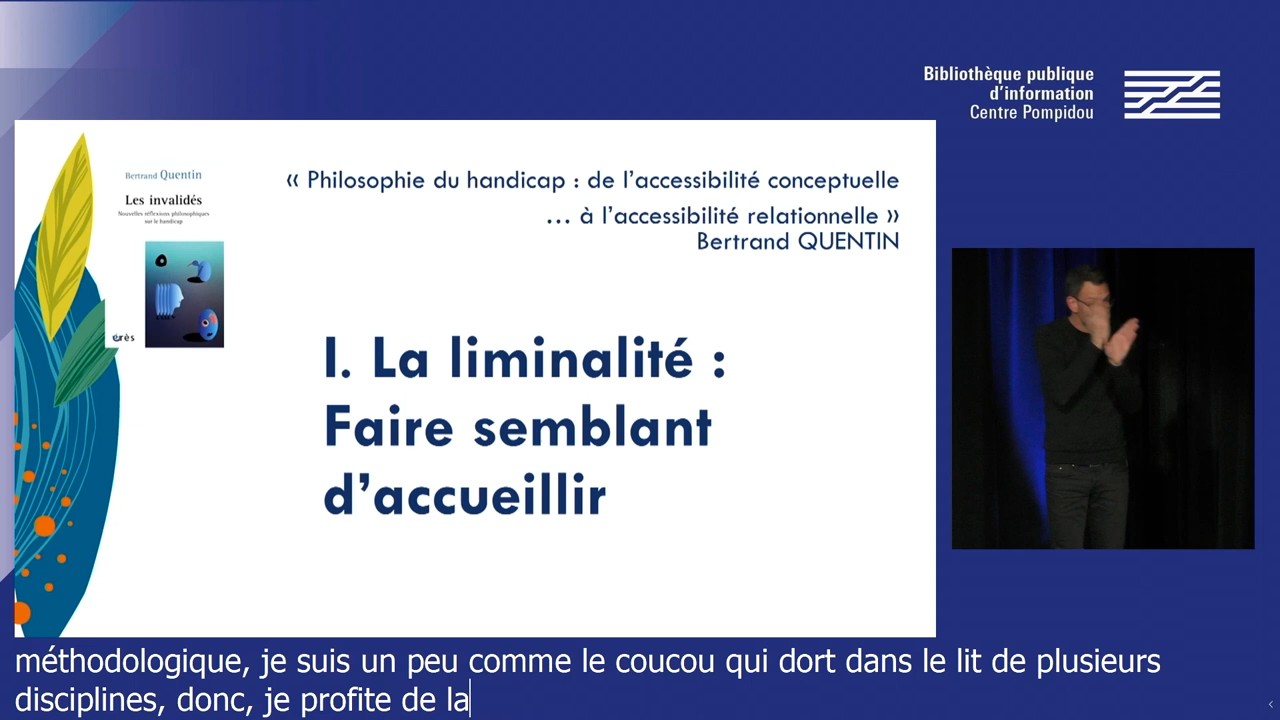 Bibliothèque publique
d'information
Centre Pompidou
Bertrand Quentin
Les invalidés
Nouvelles réflexions philosophiques
sur le handicap
érès
« Philosophie du handicap : de l'accessibilité conceptuelle
… à l'accessibilité relationnelle »
Bertrand QUENTIN
I. La liminalité :
Faire semblant
d'accueillir
méthodologique, je suis un peu comme le coucou qui dort dans le lit de plusieurs
disciplines, donc, je profite de la